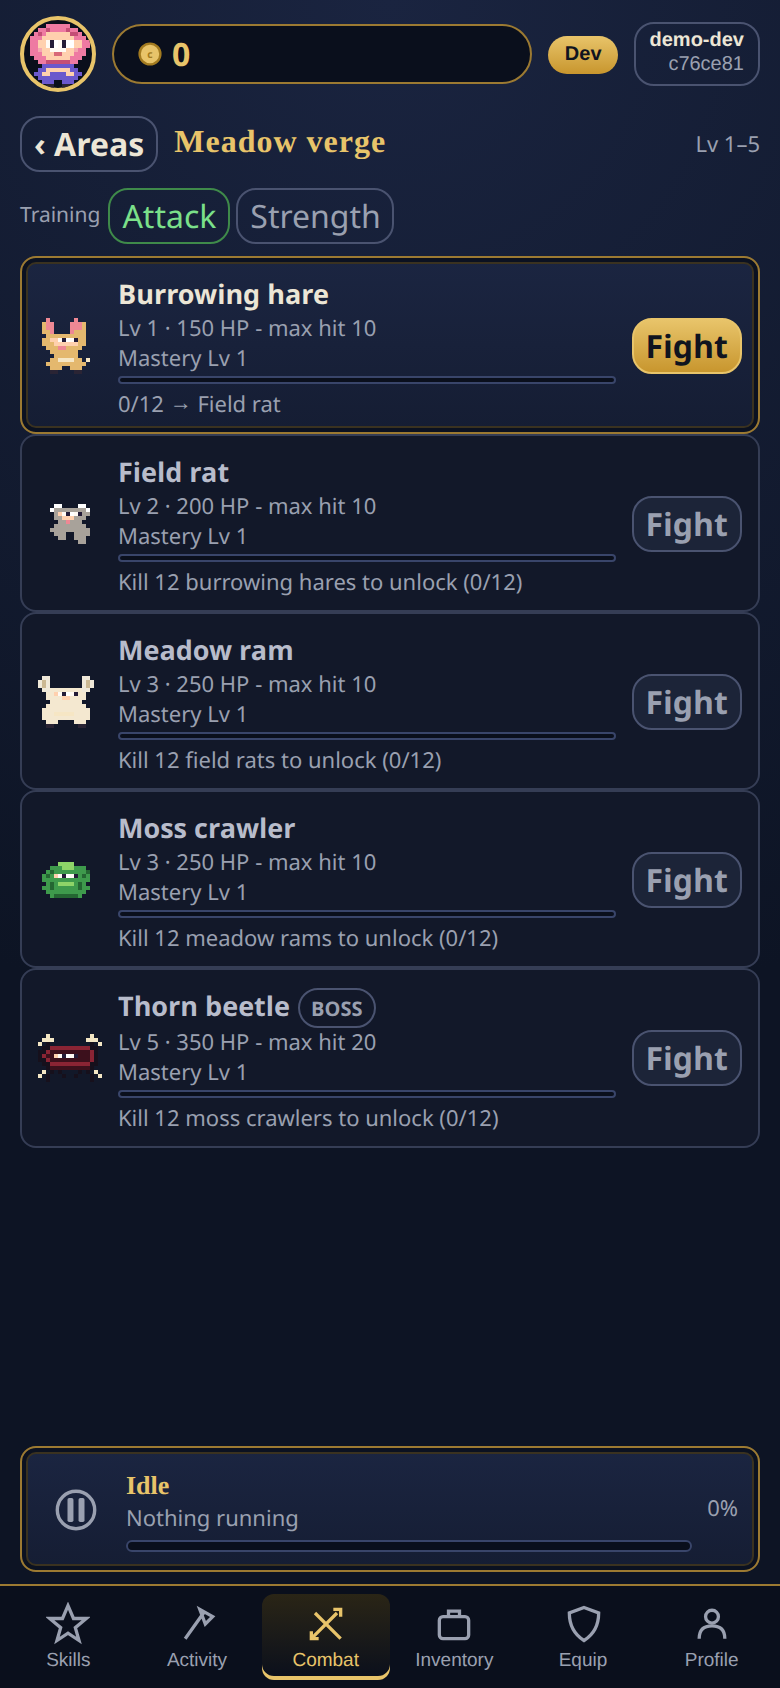 0
Dev
demo-dev
c76ce81
‹ Areas
Meadow verge
Lv 1–5
Training
Attack
Strength
Burrowing hare
Lv 1 · 150 HP - max hit 10
Mastery Lv 1
0/12 → Field rat
Fight
Field rat
Lv 2 · 200 HP - max hit 10
Mastery Lv 1
Kill 12 burrowing hares to unlock (0/12)
Fight
Meadow ram
Lv 3 · 250 HP - max hit 10
Mastery Lv 1
Kill 12 field rats to unlock (0/12)
Fight
Moss crawler
Lv 3 · 250 HP - max hit 10
Mastery Lv 1
Kill 12 meadow rams to unlock (0/12)
Fight
Thorn beetle BOSS
Lv 5 · 350 HP - max hit 20
Mastery Lv 1
Kill 12 moss crawlers to unlock (0/12)
Fight
Idle
Nothing running
0%
Skills
Activity
Combat
Inventory
Equip
Profile